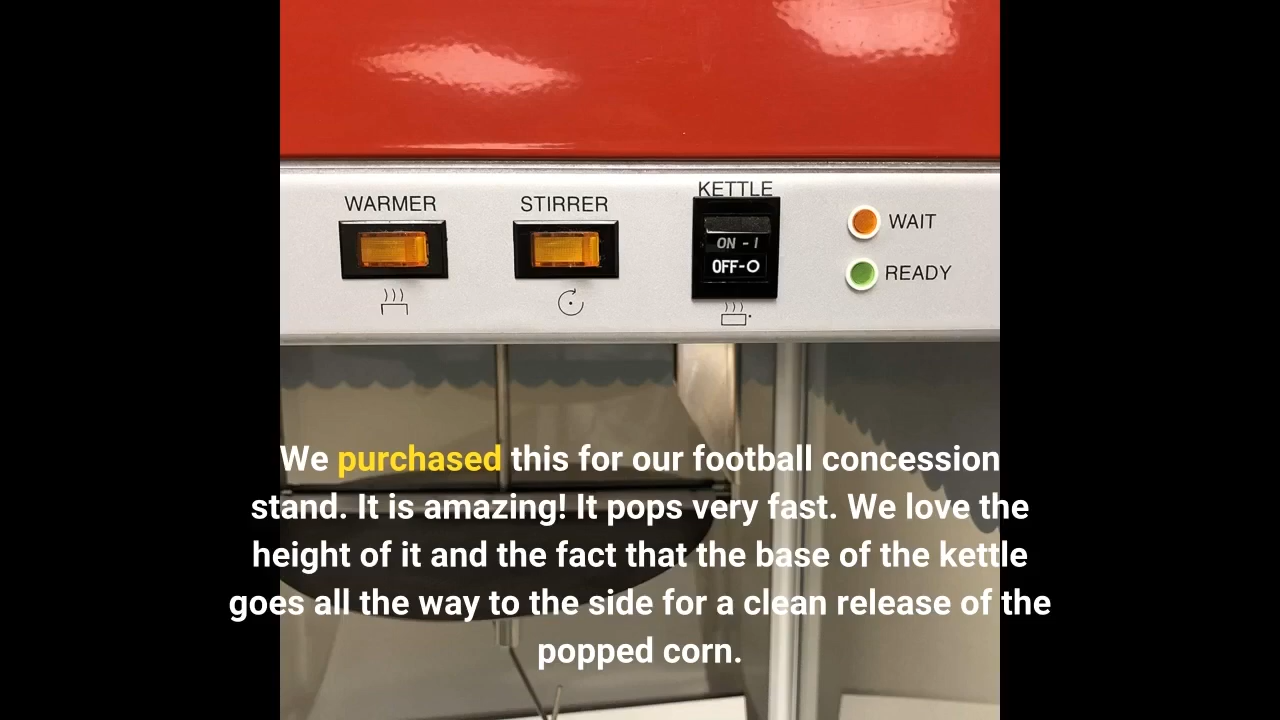 WARMER
STIRRER
KETTLE
ON - I
OFF-O
WAIT
READY
We purchased this for our football concession
stand. It is amazing! It pops very fast. We love the
height of it and the fact that the base of the kettle
goes all the way to the side for a clean release of the
popped corn.